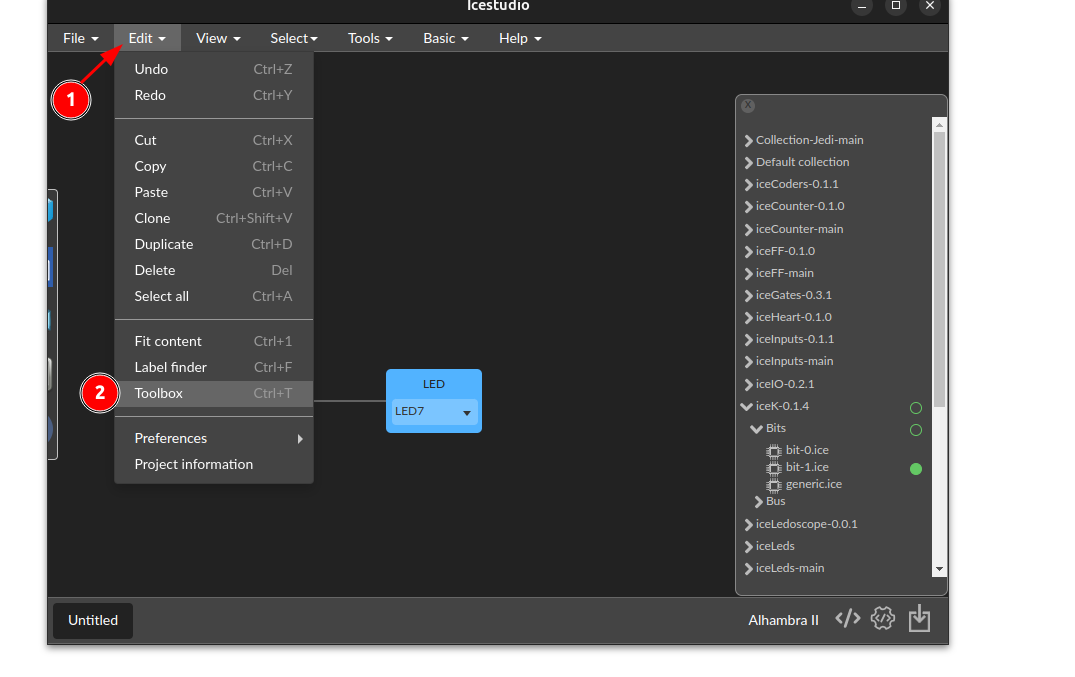 Icestudio
File Edit View Select Tools Basic Help
1
Undo Ctrl+Z
Redo Ctrl+Y
Cut Ctrl+X
Copy Ctrl+C
Paste Ctrl+V
Clone Ctrl+Shift+V
Duplicate Ctrl+D
Delete Del
Select all Ctrl+A
Fit content Ctrl+1
Label finder Ctrl+F
2 Toolbox Ctrl+T
Preferences
Project information
LED
LED7
X
Collection-Jedi-main
Default collection
iceCoders-0.1.1
iceCounter-0.1.0
iceCounter-main
iceFF-0.1.0
iceFF-main
iceGates-0.3.1
iceHeart-0.1.0
iceInputs-0.1.1
iceInputs-main
iceIO-0.2.1
iceK-0.1.4
Bits
bit-0.ice
bit-1.ice
generic.ice
Bus
iceLedoscope-0.0.1
iceLeds
iceLeds-main
Untitled
Alhambra II